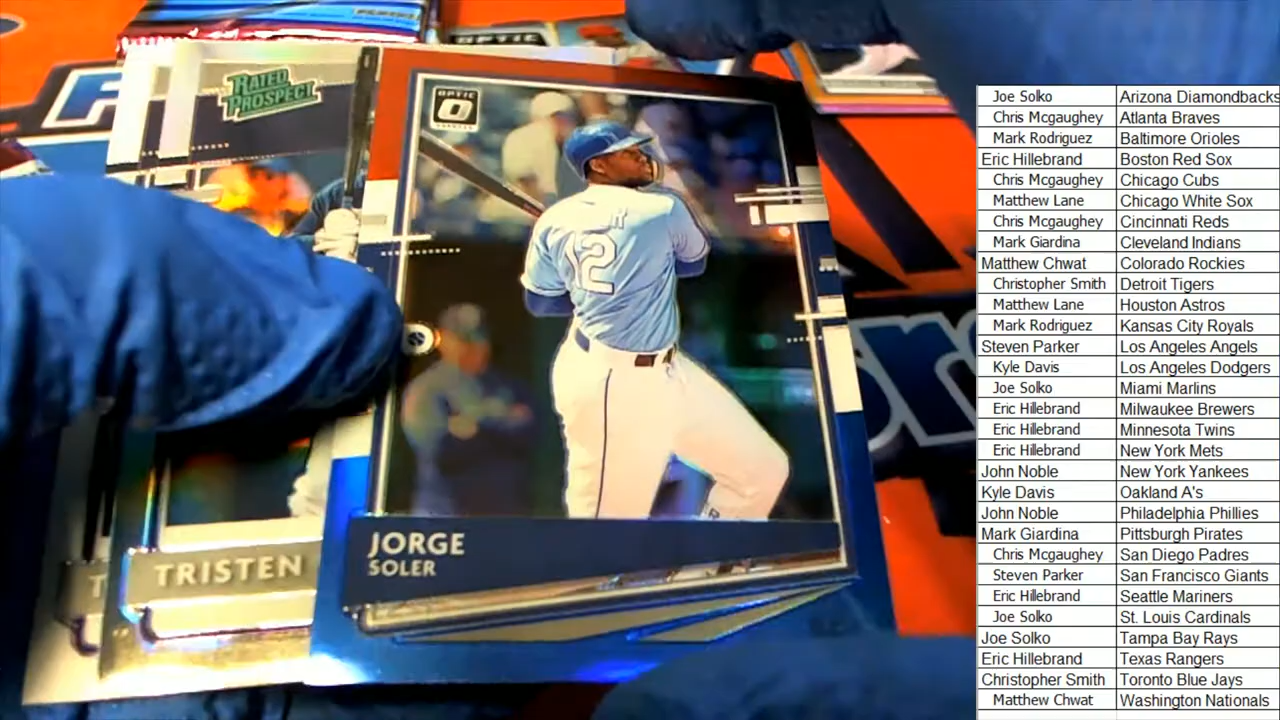 RATED
PROSPECT
OPTIC
OPTIC
12
TRISTEN
JORGE
SOLER
Joe Solko Arizona Diamondbacks
Chris Mcgaughey Atlanta Braves
Mark Rodriguez Baltimore Orioles
Eric Hillebrand Boston Red Sox
Chris Mcgaughey Chicago Cubs
Matthew Lane Chicago White Sox
Chris Mcgaughey Cincinnati Reds
Mark Giardina Cleveland Indians
Matthew Chwat Colorado Rockies
Christopher Smith Detroit Tigers
Matthew Lane Houston Astros
Mark Rodriguez Kansas City Royals
Steven Parker Los Angeles Angels
Kyle Davis Los Angeles Dodgers
Joe Solko Miami Marlins
Eric Hillebrand Milwaukee Brewers
Eric Hillebrand Minnesota Twins
Eric Hillebrand New York Mets
John Noble New York Yankees
Kyle Davis Oakland A's
John Noble Philadelphia Phillies
Mark Giardina Pittsburgh Pirates
Chris Mcgaughey San Diego Padres
Steven Parker San Francisco Giants
Eric Hillebrand Seattle Mariners
Joe Solko St. Louis Cardinals
Joe Solko Tampa Bay Rays
Eric Hillebrand Texas Rangers
Christopher Smith Toronto Blue Jays
Matthew Chwat Washington Nationals